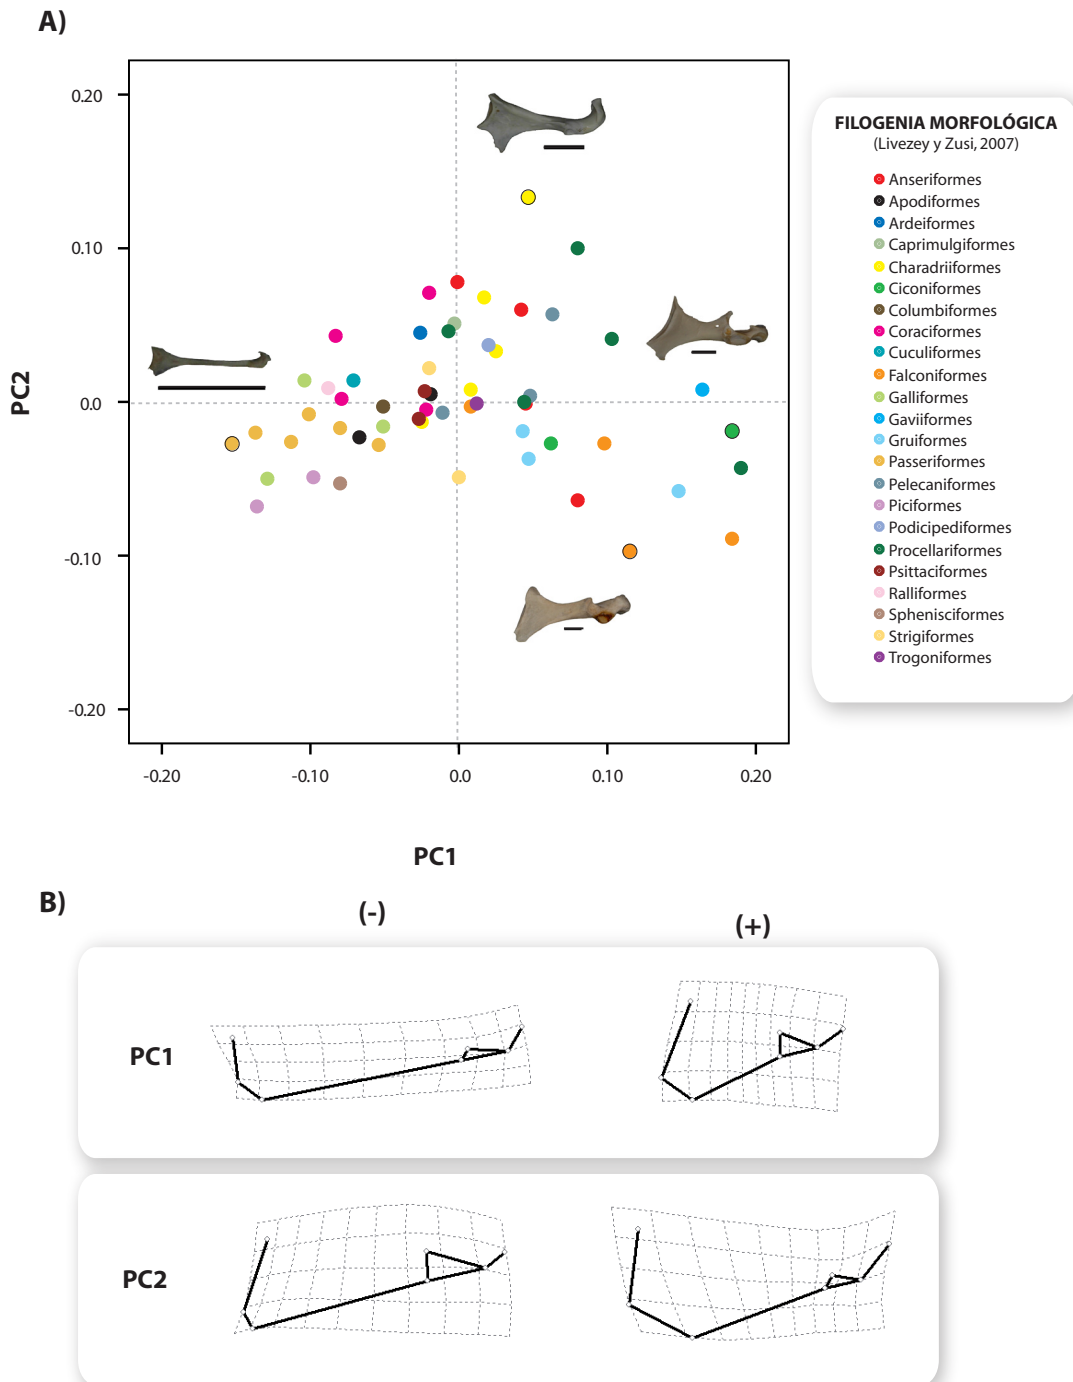 A)
0.20
0.10
0.0
-0.10
-0.20
PC2
-0.20
-0.10
0.0
0.10
0.20
PC1
FILOGENIA MORFOLÓGICA
(Livezey y Zusi, 2007)
Anseriformes
Apodiformes
Ardeiformes
Caprimulgiformes
Charadriiformes
Ciconiformes
Columbiformes
Coraciformes
Cuculiformes
Falconiformes
Galliformes
Gaviiformes
Gruiformes
Passeriformes
Pelecaniformes
Piciformes
Podicipediformes
Procellariformes
Psittaciformes
Ralliformes
Sphenisciformes
Strigiformes
Trogoniformes
B)
(-)
(+)
PC1
PC2